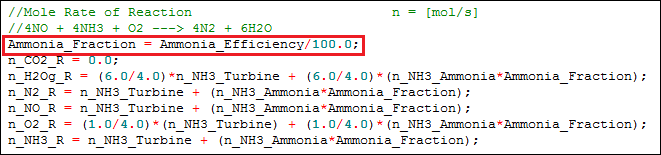 //Mole Rate of Reaction n = [mol/s]
//4NO + 4NH3 + O2 ---> 4N2 + 6H2O
Ammonia_Fraction = Ammonia_Efficiency/100.0;
n_CO2_R = 0.0;
n_H2Og_R = (6.0/4.0)*n_NH3_Turbine + (6.0/4.0)*(n_NH3_Ammonia*Ammonia_Fraction);
n_N2_R = n_NH3_Turbine + (n_NH3_Ammonia*Ammonia_Fraction);
n_NO_R = n_NH3_Turbine + (n_NH3_Ammonia*Ammonia_Fraction);
n_O2_R = (1.0/4.0)*(n_NH3_Turbine) + (1.0/4.0)*(n_NH3_Ammonia*Ammonia_Fraction);
n_NH3_R = n_NH3_Turbine + (n_NH3_Ammonia*Ammonia_Fraction);